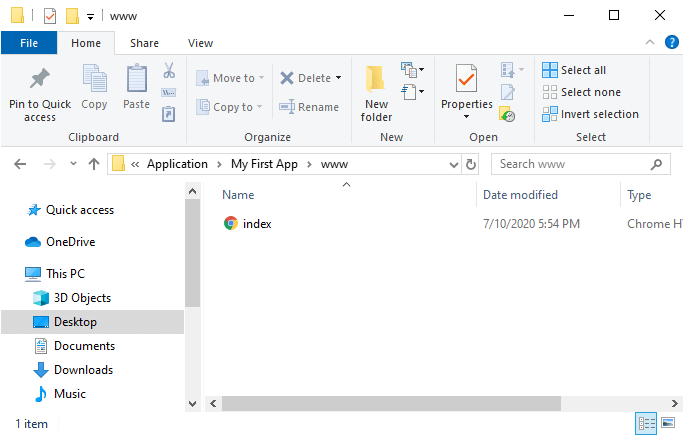 www
File Home Share View
Pin to Quick access
Copy
Paste
Move to
Copy to
Delete
Rename
New folder
Properties
Select all
Select none
Invert selection
Clipboard Organize New Open Select
« Application > My First App > www
Search www
Name Date modified Type
index 7/10/2020 5:54 PM Chrome H
Quick access
OneDrive
This PC
3D Objects
Desktop
Documents
Downloads
Music
1 item